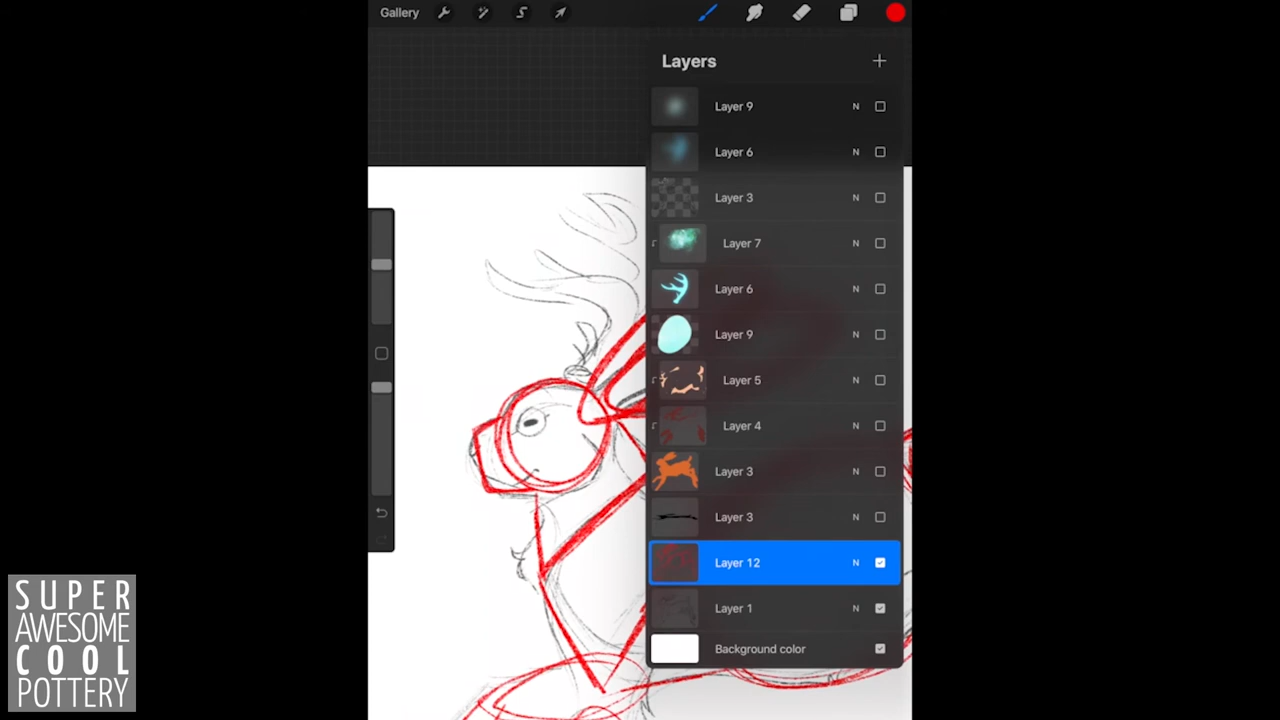 Gallery
Layers
Layer 9 N
Layer 6 N
Layer 3 N
Layer 7 N
Layer 6 N
Layer 9 N
Layer 5 N
Layer 4 N
Layer 3 N
Layer 3 N
Layer 12 N
Layer 1 N
Background color
SUPER
AWESOME
COOL
POTTERY